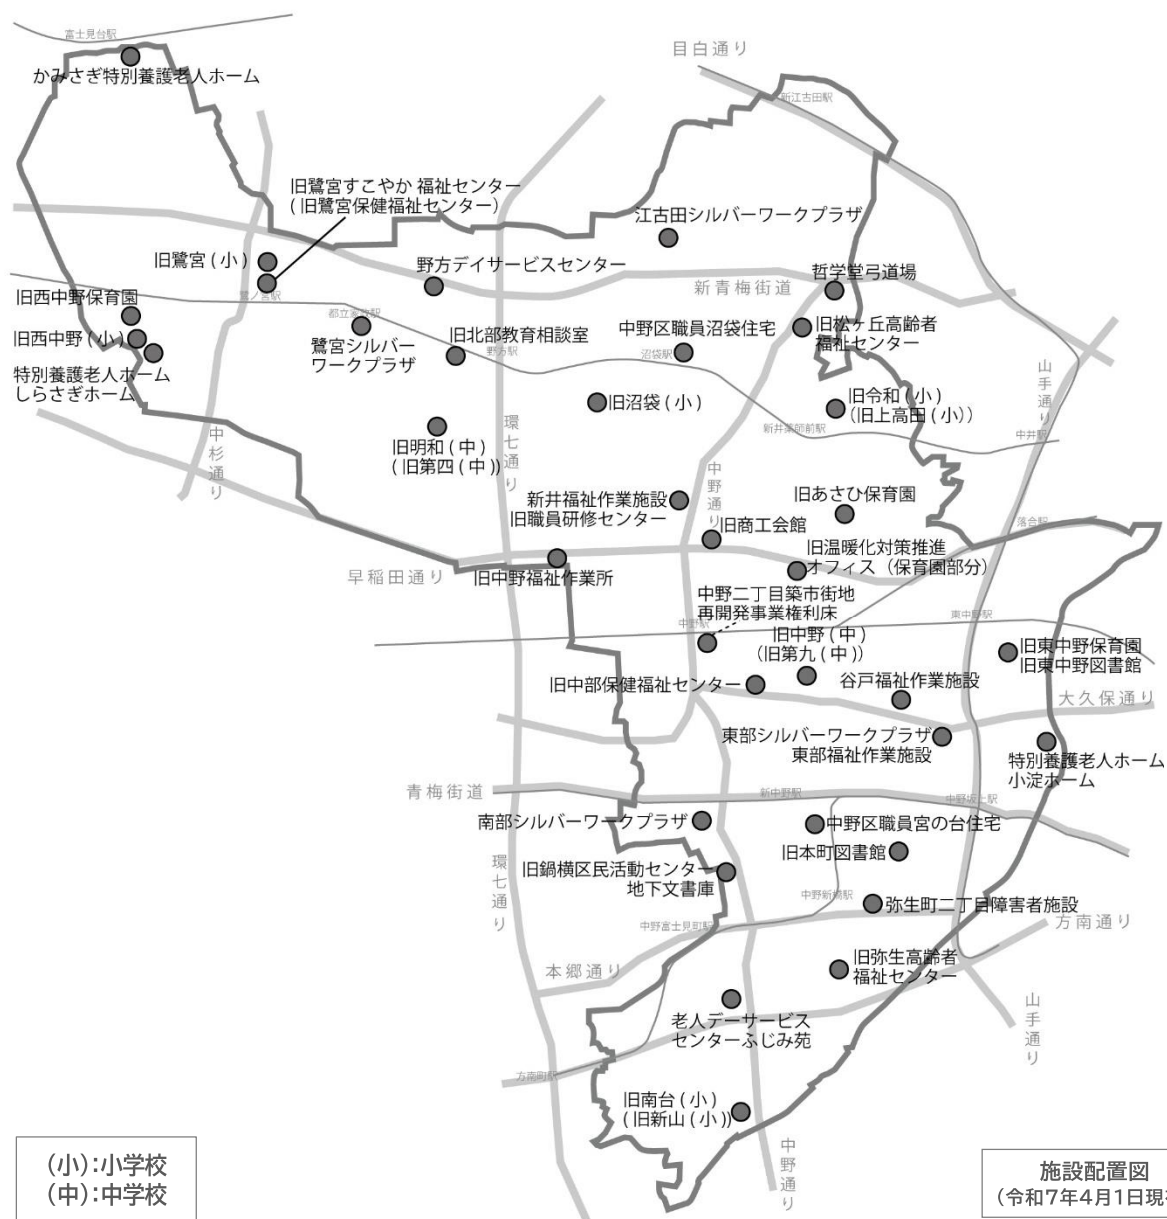 富士見台駅
かみさぎ特別養護老人ホーム
目白通り
新江古田駅
旧鷺宮すこやか 福祉センター
(旧鷺宮保健福祉センター）
江古田シルバーワークプラザ
旧鷺宮(小)
野方デイサービスセンター
哲学堂弓道場
新青梅街道
鷺ノ宮駅
旧西中野保育園
都立家政駅
旧西中野(小)
鷺宮シルバー
ワークプラザ
旧北部教育相談室
野方駅
中野区職員沼袋住宅
沼袋駅
旧松ヶ丘高齢者
福祉センター
特別養護老人ホーム
しらさぎホーム
山手通り
旧沼袋(小)
旧令和(小)
(旧上高田(小))
新井薬師前駅
中井駅
中杉通り
環七通り
旧明和(中)
(旧第四(中))
中野通り
新井福祉作業施設
旧職員研修センター
旧あさひ保育園
旧商工会館
落合駅
旧温暖化対策推進
オフィス（保育園部分）
早稲田通り
旧中野福祉作業所
中野二丁目築市街地
再開発事業権利床
中野駅
東中野駅
旧中野(中)
(旧第九(中))
旧東中野保育園
旧東中野図書館
旧中部保健福祉センター
谷戸福祉作業施設
大久保通り
東部シルバーワークプラザ
東部福祉作業施設
特別養護老人ホーム
小淀ホーム
青梅街道
新中野駅
中野坂上駅
南部シルバーワークプラザ
中野区職員宮の台住宅
旧本町図書館
環七通り
旧鍋横区民活動センター
地下文書庫
中野新橋駅
弥生町二丁目障害者施設
中野富士見町駅
方南通り
本郷通り
旧弥生高齢者
福祉センター
山手通り
老人デーサービス
センターふじみ苑
方南町駅
旧南台(小)
(旧新山(小))
中野通り
(小):小学校
(中):中学校
施設配置図
（令和7年4月1日現